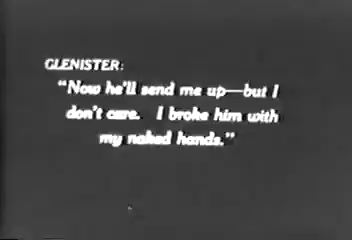 GLENISTER:
"Now he'll send me up—but I
don't care. I broke him with
my naked hands."